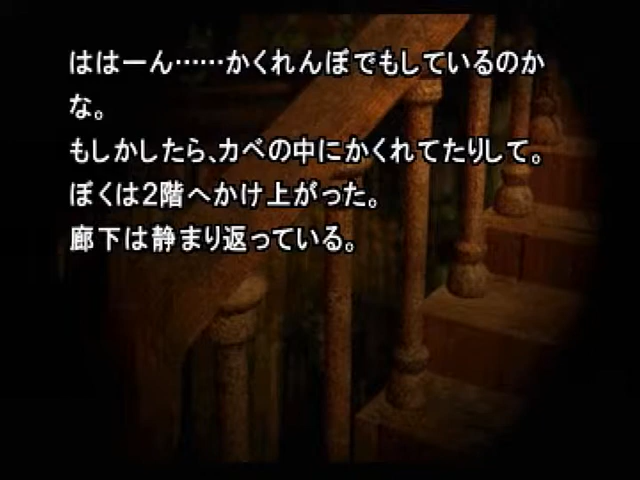 ははーん……かくれんぼでもしているのか
な。
もしかしたら、カベの中にかくれてたりして。
ぼくは2階へかけ上がった。
廊下は静まり返っている。